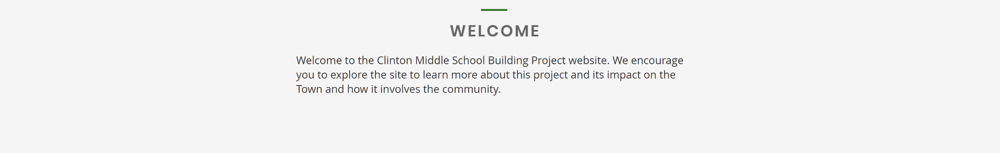 WELCOME
Welcome to the Clinton Middle School Building Project website. We encourage
you to explore the site to learn more about this project and its impact on the
Town and how it involves the community.